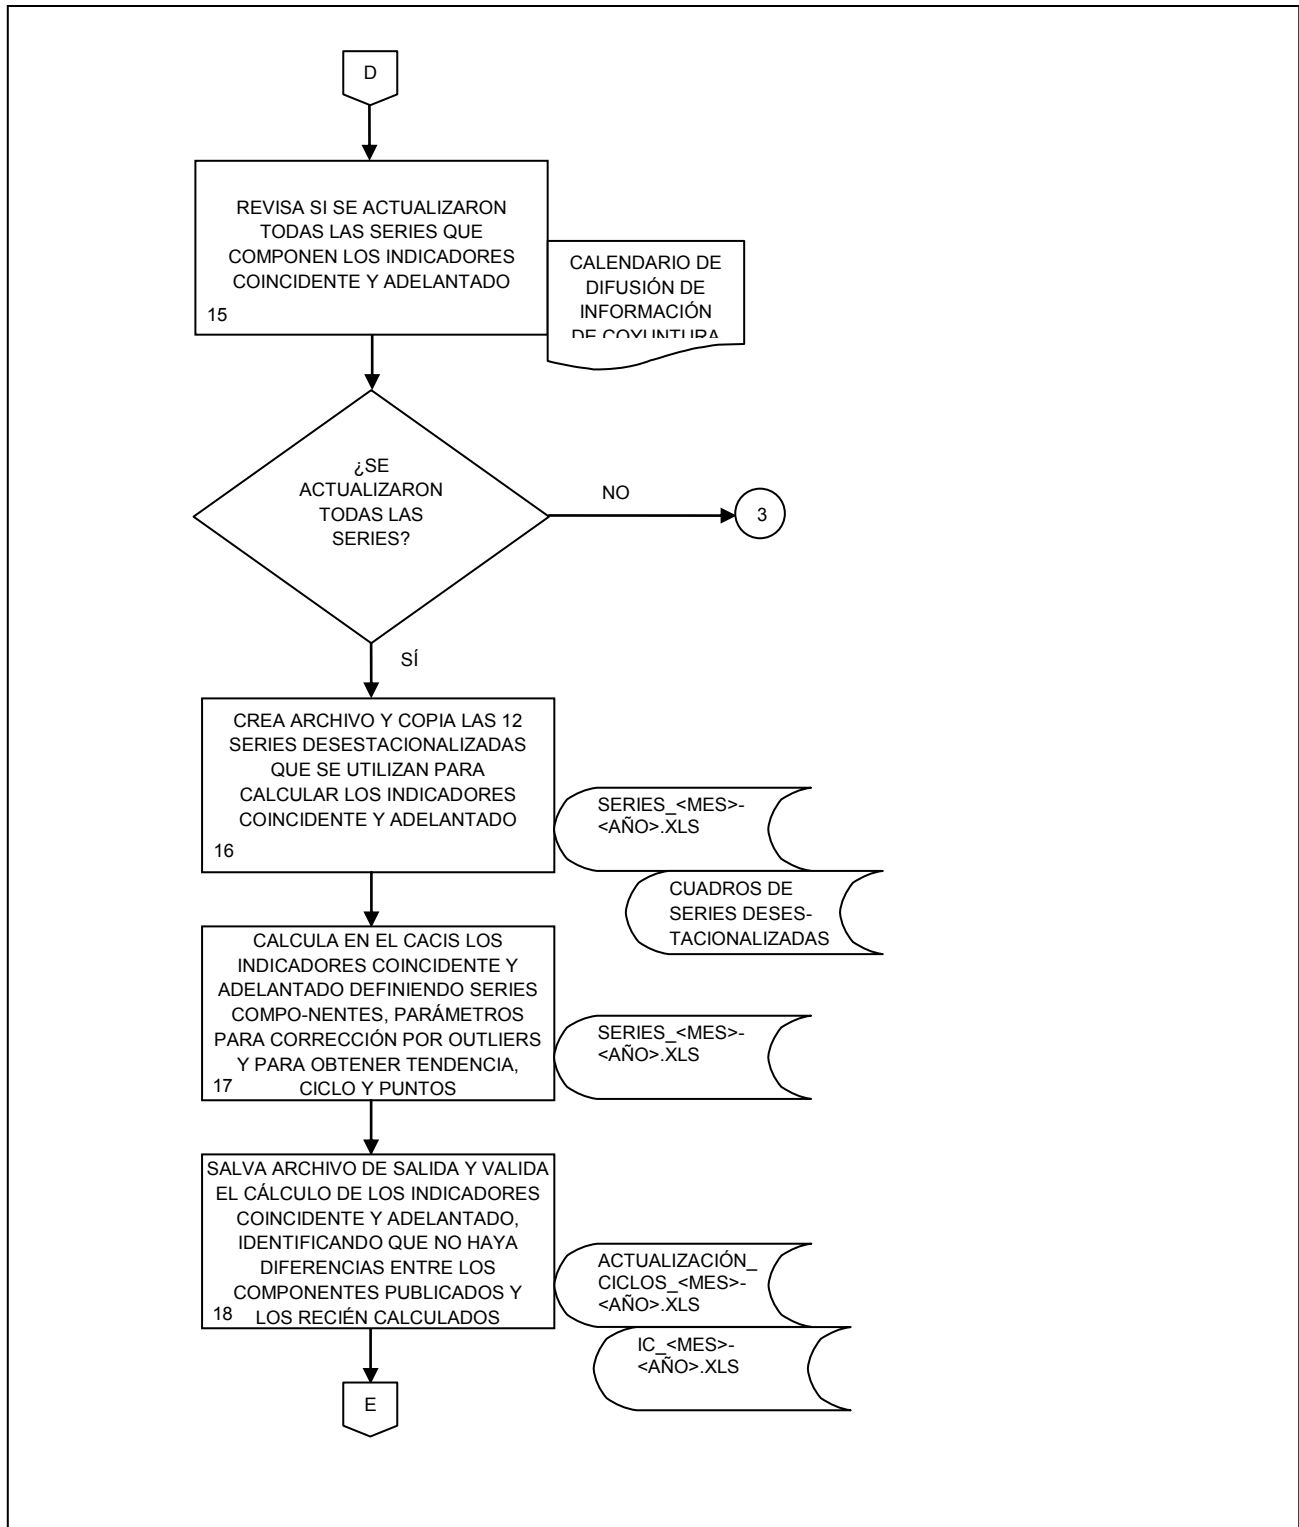 D
REVISA SI SE ACTUALIZARON
TODAS LAS SERIES QUE
COMPONEN LOS INDICADORES
COINCIDENTE Y ADELANTADO
15
CALENDARIO DE
DIFUSIÓN DE
INFORMACIÓN
DE COYUNTURA
¿SE
ACTUALIZARON
TODAS LAS
SERIES?
NO
3
SÍ
CREA ARCHIVO Y COPIA LAS 12
SERIES DESESTACIONALIZADAS
QUE SE UTILIZAN PARA
CALCULAR LOS INDICADORES
COINCIDENTE Y ADELANTADO
16
SERIES_<MES>-
<AÑO>.XLS
CUADROS DE
SERIES DESES-
TACIONALIZADAS
CALCULA EN EL CACIS LOS
INDICADORES COINCIDENTE Y
ADELANTADO DEFINIENDO SERIES
COMPO-NENTES, PARÁMETROS
PARA CORRECCIÓN POR OUTLIERS
Y PARA OBTENER TENDENCIA,
CICLO Y PUNTOS
17
SERIES_<MES>-
<AÑO>.XLS
SALVA ARCHIVO DE SALIDA Y VALIDA
EL CÁLCULO DE LOS INDICADORES
COINCIDENTE Y ADELANTADO,
IDENTIFICANDO QUE NO HAYA
DIFERENCIAS ENTRE LOS
COMPONENTES PUBLICADOS Y
LOS RECIÉN CALCULADOS
18
ACTUALIZACIÓN_
CICLOS_<MES>-
<AÑO>.XLS
IC_<MES>-
<AÑO>.XLS
E